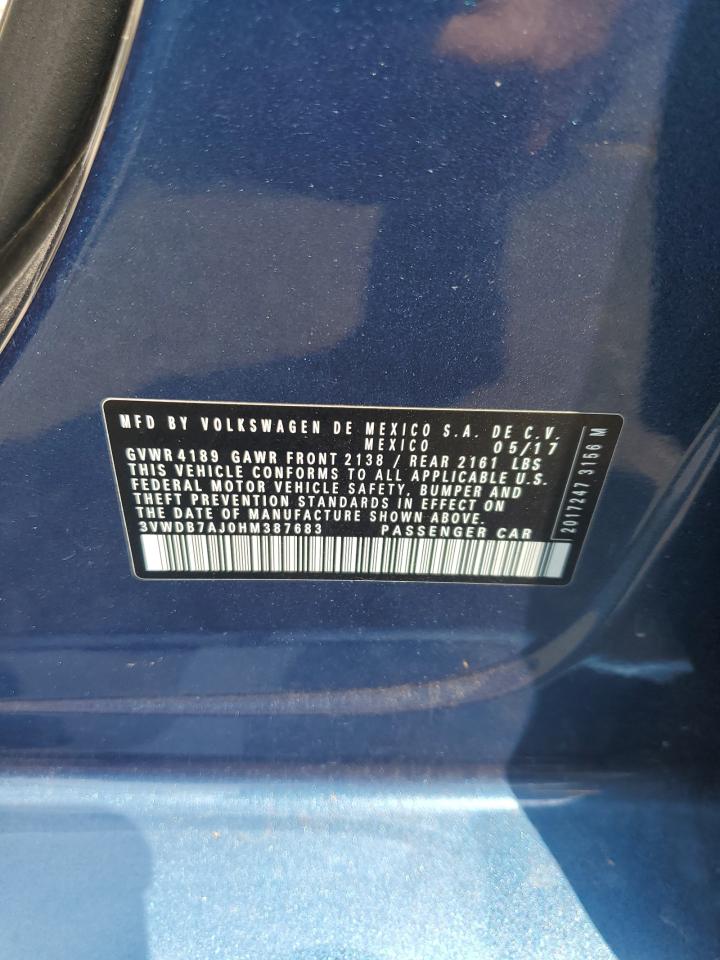 MFD BY VOLKSWAGEN DE MEXICO S.A. DE C.V.
MEXICO 05/17
GVWR 4189 GAWR FRONT 2138 / REAR 2161 LBS
THIS VEHICLE CONFORMS TO ALL APPLICABLE U.S.
FEDERAL MOTOR VEHICLE SAFETY, BUMPER AND
THEFT PREVENTION STANDARDS IN EFFECT ON
THE DATE OF MANUFACTURE SHOWN ABOVE.
3VWDB7AJ0HM387683 PASSENGER CAR
2017247 3156 M